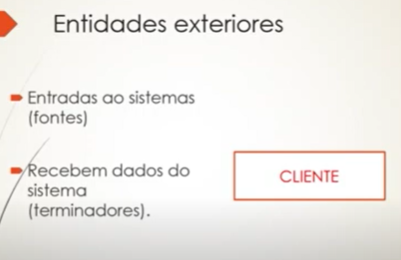 Entidades exteriores
Entradas ao sistemas
(fontes)
Recebem dados do
sistema
(terminadores).
CLIENTE